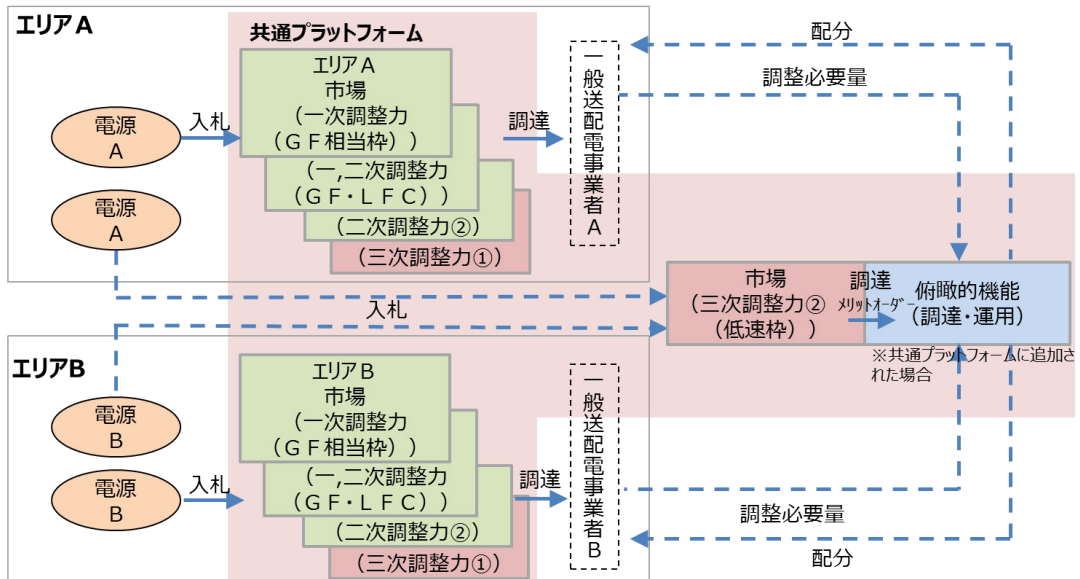 エリアA
共通プラットフォーム
エリアA
市場
(一次調整力
(GF相当枠))
(一,二次調整力
(GF・LFC))
(二次調整力②)
(三次調整力①)
電源
A
入札
電源
A
調達
一般送配電事業者A
配分
調整必要量
入札
市場
(三次調整力②
(低速枠))
調達
メリットオーダー
俯瞰的機能
(調達・運用)
※共通プラットフォームに追加さ
れた場合
エリアB
エリアB
市場
(一次調整力
(GF相当枠))
(一,二次調整力
(GF・LFC))
(二次調整力②)
(三次調整力①)
電源
B
電源
B
入札
調達
一般送配電事業者B
調整必要量
配分